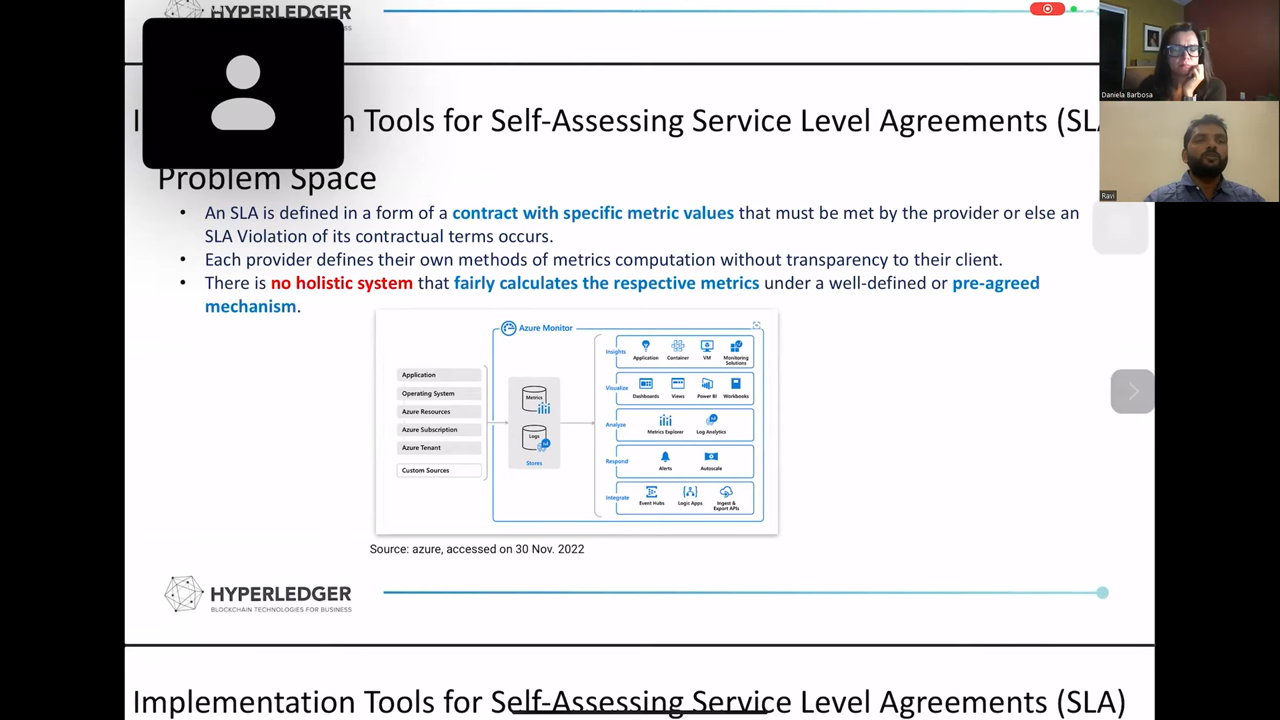 HYPERLEDGER
Daniela Barbosa
Tools for Self-Assessing Service Level Agreements
Ravi
Problem Space
• An SLA is defined in a form of a contract with specific metric values that must be met by the provider or else an
SLA Violation of its contractual terms occurs.
• Each provider defines their own methods of metrics computation without transparency to their client.
• There is no holistic system that fairly calculates the respective metrics under a well-defined or pre-agreed
mechanism.
Azure Monitor
Application
Operating System
Azure Resources
Azure Subscription
Azure Tenant
Custom Sources
Metrics
Logs
Stores
Insights
Application Container VM Monitoring
Solutions
Visualize
Dashboards Views Power BI Workbooks
Analyze
Metrics Explorer Log Analytics
Respond
Alerts Autoscale
Integrate
Event Hubs Logic Apps Ingest &
Export APIs
Source: azure, accessed on 30 Nov. 2022
HYPERLEDGER
BLOCKCHAIN TECHNOLOGIES FOR BUSINESS
Implementation Tools for Self-Assessing Service Level Agreements (SLA)